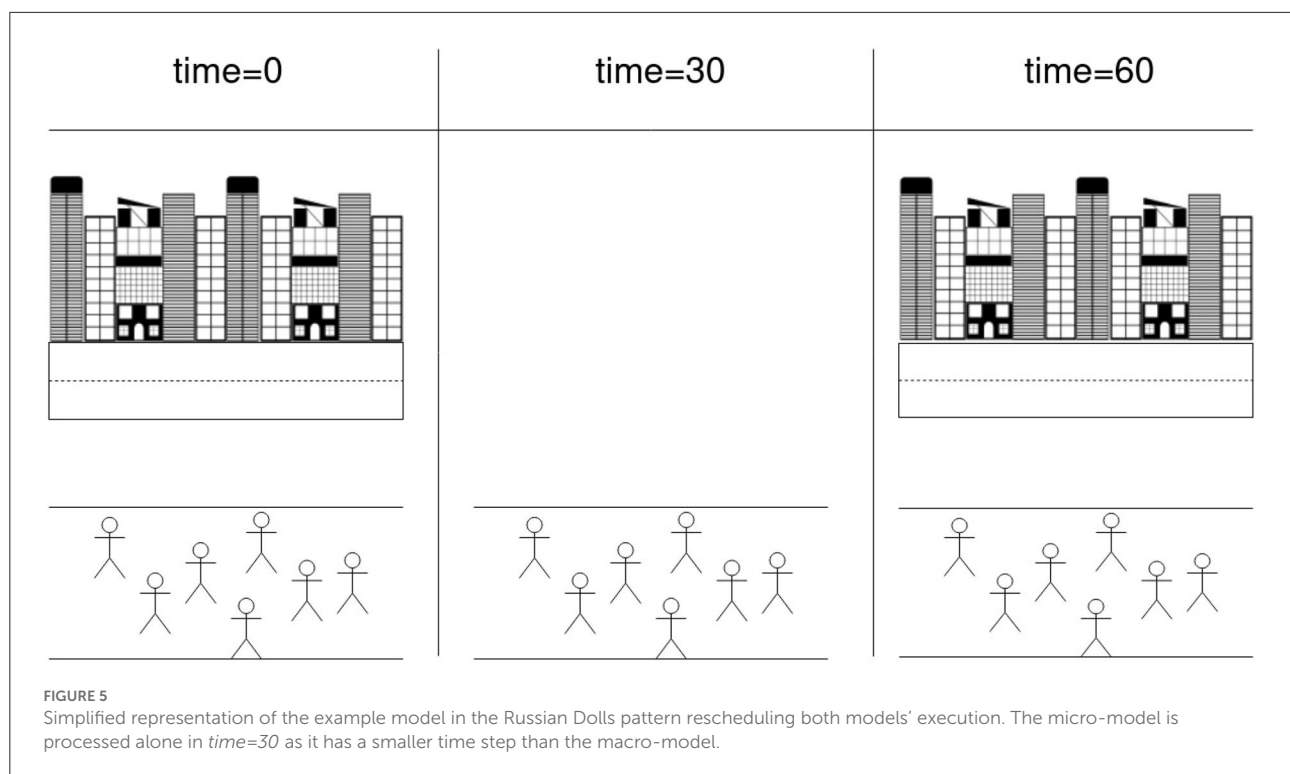 time=0
time=30
time=60
FIGURE 5
Simplified representation of the example model in the Russian Dolls pattern rescheduling both models' execution. The micro-model is
processed alone in time=30 as it has a smaller time step than the macro-model.